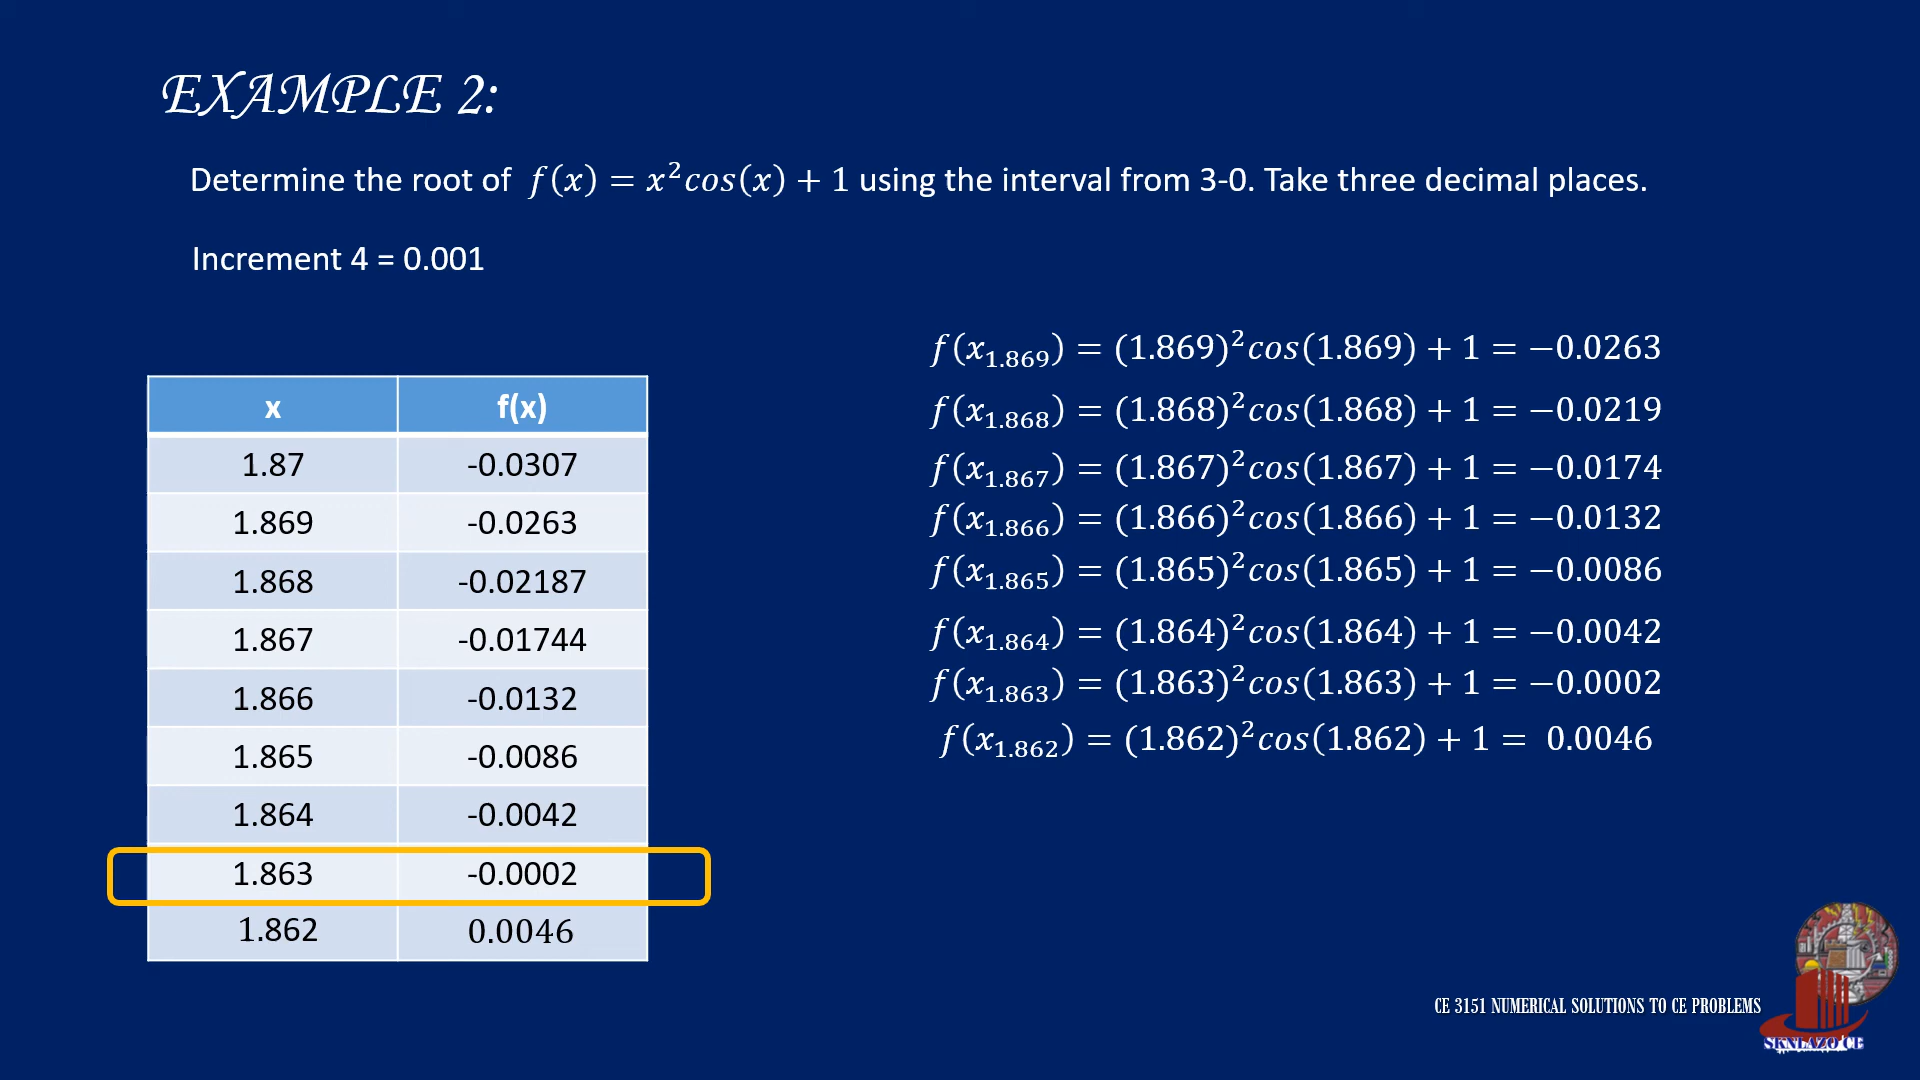 EXAMPLE 2:
Determine the root of f(x) = x²cos(x) + 1 using the interval from 3-0. Take three decimal places.
Increment 4 = 0.001
x f(x)
1.87 -0.0307
1.869 -0.0263
1.868 -0.02187
1.867 -0.01744
1.866 -0.0132
1.865 -0.0086
1.864 -0.0042
1.863 -0.0002
1.862 0.0046
f(x₁.₈₆₉) = (1.869)²cos(1.869) + 1 = −0.0263
f(x₁.₈₆₈) = (1.868)²cos(1.868) + 1 = −0.0219
f(x₁.₈₆₇) = (1.867)²cos(1.867) + 1 = −0.0174
f(x₁.₈₆₆) = (1.866)²cos(1.866) + 1 = −0.0132
f(x₁.₈₆₅) = (1.865)²cos(1.865) + 1 = −0.0086
f(x₁.₈₆₄) = (1.864)²cos(1.864) + 1 = −0.0042
f(x₁.₈₆₃) = (1.863)²cos(1.863) + 1 = −0.0002
f(x₁.₈₆₂) = (1.862)²cos(1.862) + 1 = 0.0046
CE 3151 NUMERICAL SOLUTIONS TO CE PROBLEMS
SKNLAZO CE